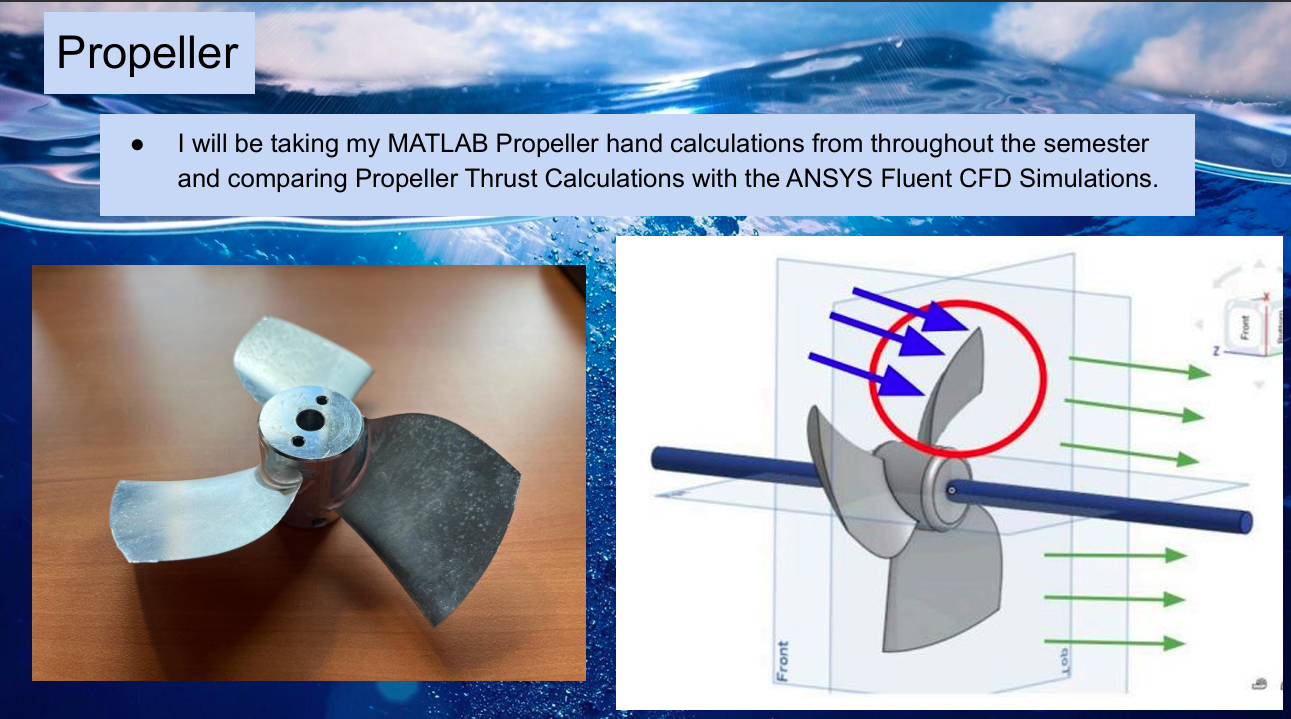 Propeller
● I will be taking my MATLAB Propeller hand calculations from throughout the semester
and comparing Propeller Thrust Calculations with the ANSYS Fluent CFD Simulations.
X
Front
Z
Front
Top